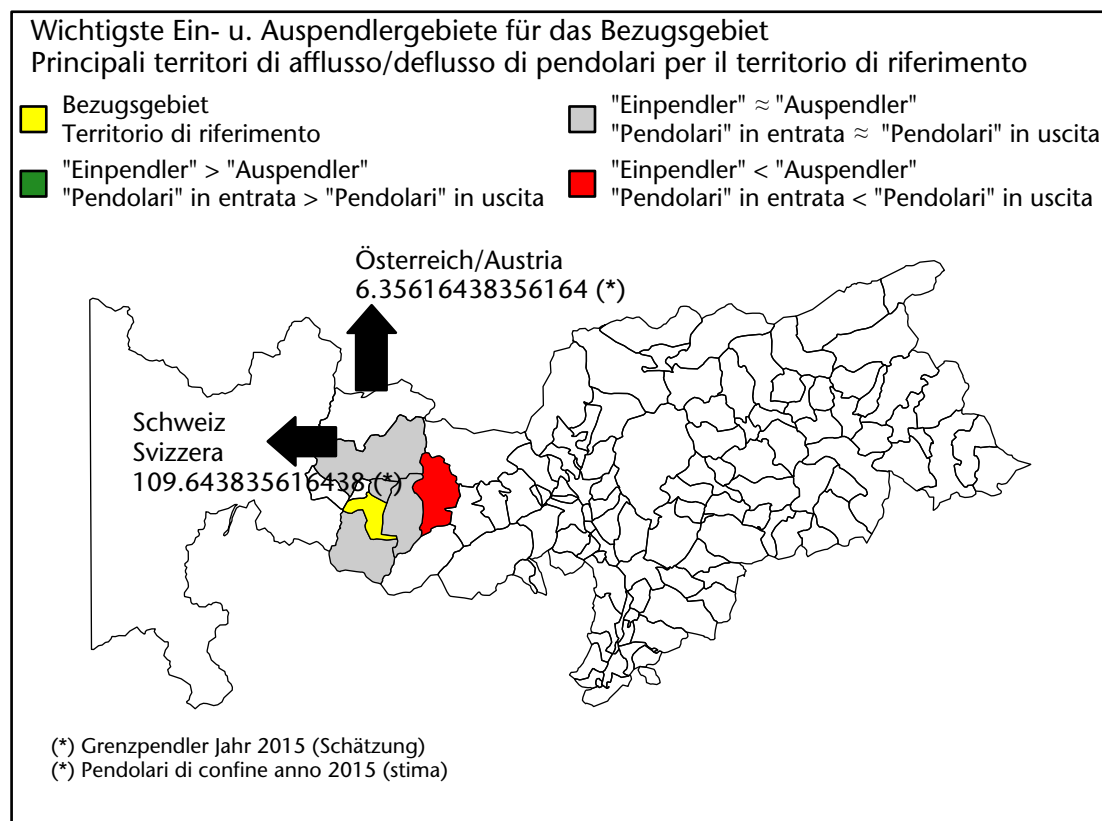 Wichtigste Ein- u. Auspendlergebiete für das Bezugsgebiet
Principali territori di afflusso/deflusso di pendolari per il territorio di riferimento
Bezugsgebiet
Territorio di riferimento
"Einpendler" ≈ "Auspendler"
"Pendolari" in entrata ≈ "Pendolari" in uscita
"Einpendler" > "Auspendler"
"Pendolari" in entrata > "Pendolari" in uscita
"Einpendler" < "Auspendler"
"Pendolari" in entrata < "Pendolari" in uscita
Österreich/Austria
6.35616438356164 (*)
Schweiz
Svizzera
109.643835616438 (*)
(*) Grenzpendler Jahr 2015 (Schätzung)
(*) Pendolari di confine anno 2015 (stima)